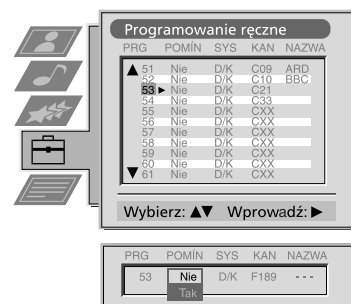 Programowanie ręczne
PRG POMÍN SYS KAN NAZWA
51 Nie D/K C09 ARD
52 Nie D/K C10 BBC
53 Nie D/K C21
54 Nie D/K C33
55 Nie D/K CXX
56 Nie D/K CXX
57 Nie D/K CXX
58 Nie D/K CXX
59 Nie D/K CXX
60 Nie D/K CXX
61 Nie D/K CXX
Wybierz: ▲▼ Wprowadź: ▶
PRG POMÍN SYS KAN NAZWA
53 Nie D/K F189 - - -
Tak